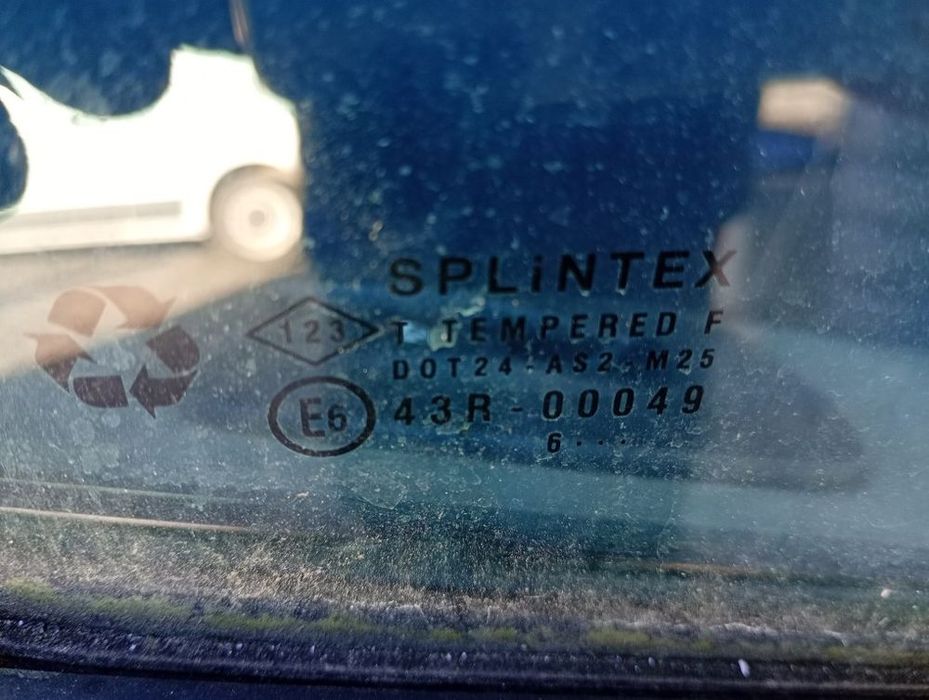 SPLiNTEX
123 T TEMPERED F
DOT24-AS2-M25
E6 43R-00049
6····